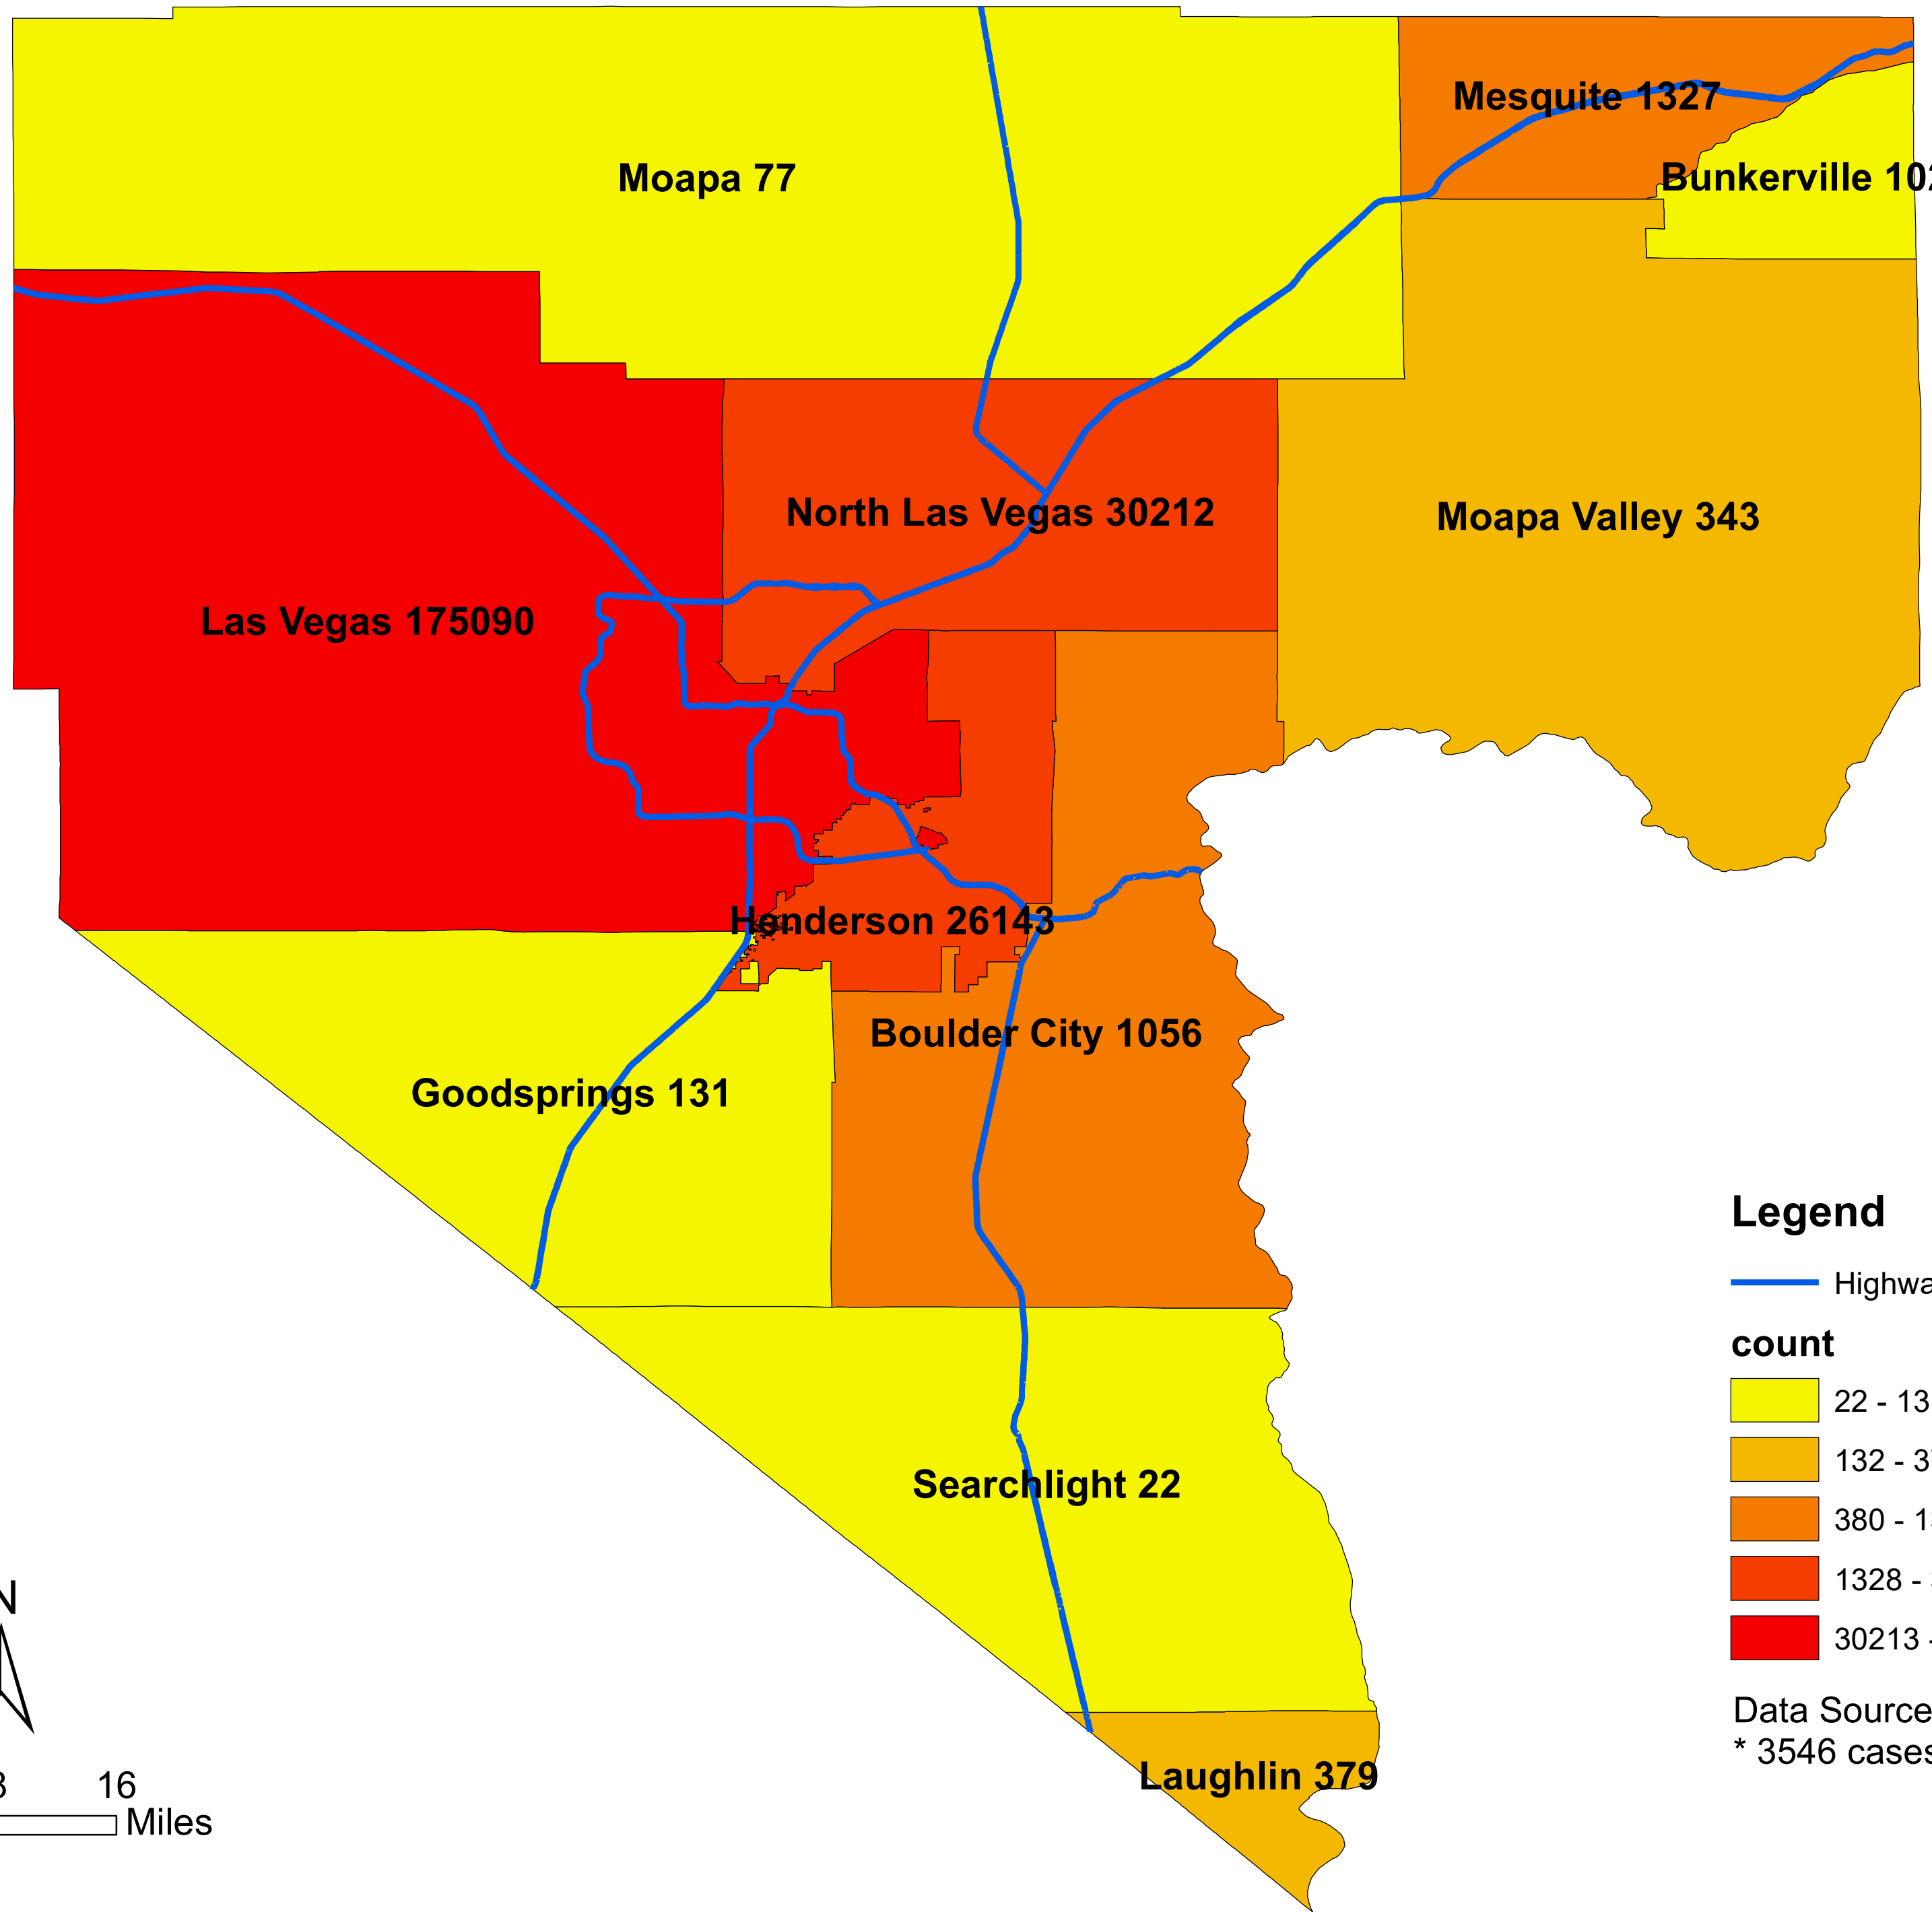 Mesquite 1327
Moapa 77
Bunkerville
North Las Vegas 30212
Moapa Valley 343
Las Vegas 175090
Henderson 26143
Boulder City 1056
Goodsprings 131
Legend
count
22 - 13
132 - 3
380 - 1
1328 -
30213 -
Searchlight 22
N
Data Source
* 3546 cases
Laughlin 379
16
Miles